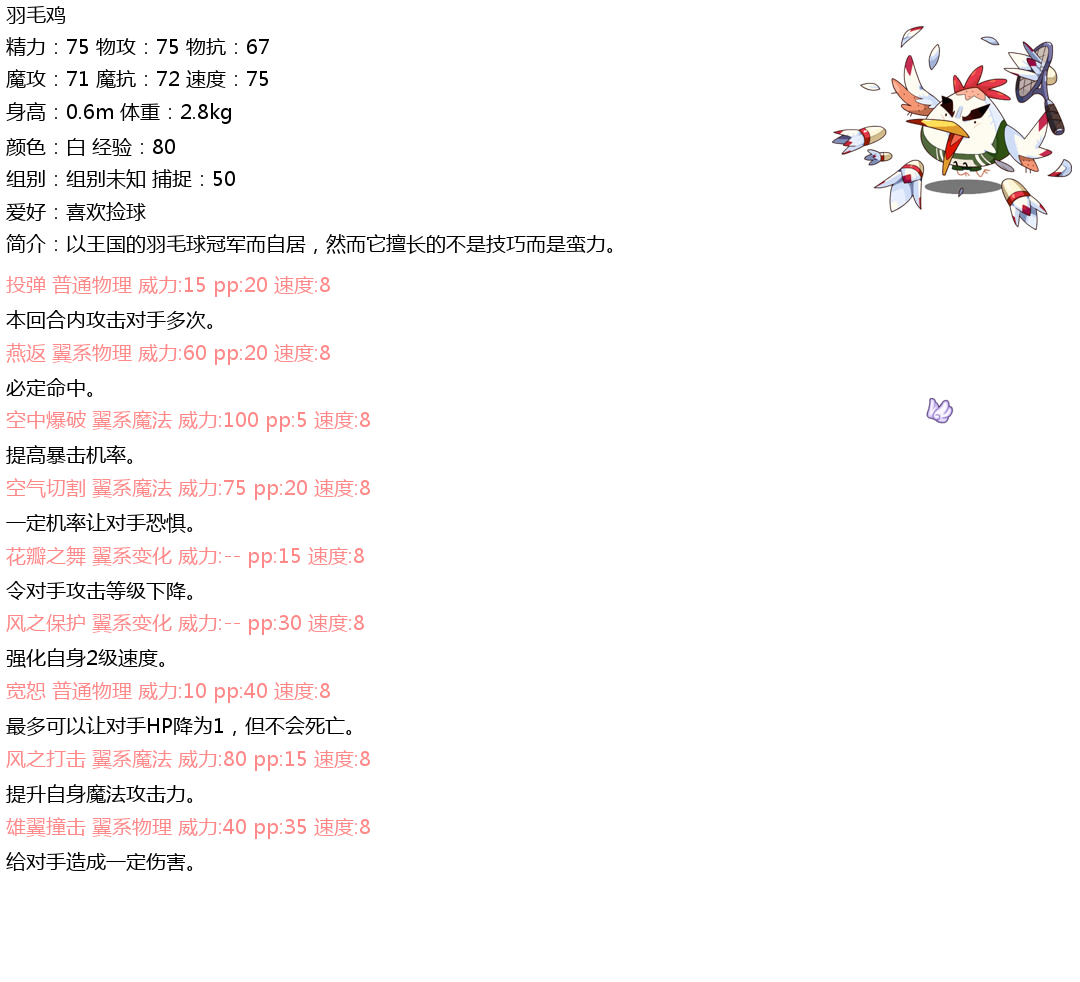 羽毛鸡
精力：75 物攻：75 物抗：67
魔攻：71 魔抗：72 速度：75
身高：0.6m 体重：2.8kg
颜色：白 经验：80
组别：组别未知 捕捉：50
爱好：喜欢捡球
简介：以王国的羽毛球冠军而自居，然而它擅长的不是技巧而是蛮力。
投弹 普通物理 威力:15 pp:20 速度:8
本回合内攻击对手多次。
燕返 翼系物理 威力:60 pp:20 速度:8
必定命中。
空中爆破 翼系魔法 威力:100 pp:5 速度:8
提高暴击机率。
空气切割 翼系魔法 威力:75 pp:20 速度:8
一定机率让对手恐惧。
花瓣之舞 翼系变化 威力:-- pp:15 速度:8
令对手攻击等级下降。
风之保护 翼系变化 威力:-- pp:30 速度:8
强化自身2级速度。
宽恕 普通物理 威力:10 pp:40 速度:8
最多可以让对手HP降为1，但不会死亡。
风之打击 翼系魔法 威力:80 pp:15 速度:8
提升自身魔法攻击力。
雄翼撞击 翼系物理 威力:40 pp:35 速度:8
给对手造成一定伤害。